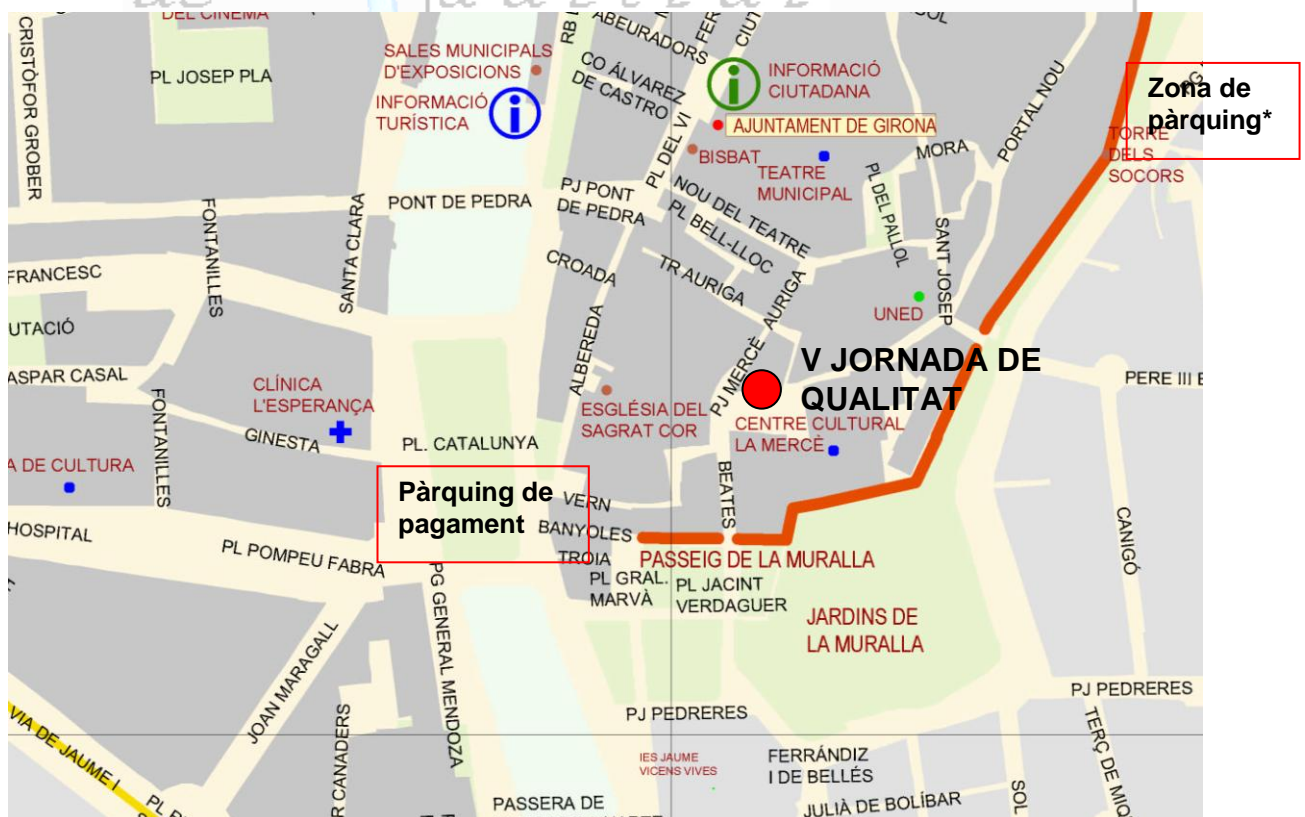 DEL CINEMA
CRISTÒFOR GROBER
PL JOSEP PLA
SALES MUNICIPALS
D'EXPOSICIONS
INFORMACIÓ
TURÍSTICA
ABEURADORS
CO ÁLVAREZ
DE CASTRO
INFORMACIÓ
CIUTADANA
AJUNTAMENT DE GIRONA
BISBAT
TEATRE
MUNICIPAL
PL DEL VI
MORA
PORTAL NOU
Zona de
pàrquing*
TORRE
DELS
SOCORS
FONTANILLES
SANTA CLARA
PONT DE PEDRA
PJ PONT
DE PEDRA
NOU DEL TEATRE
PL BELL-LLOC
PL DEL PALLOL
SANT JOSEP
FRANCESC
CROADA
TR AURIGA
AURIGA
UNED
UTACIÓ
ALBEREDA
PJ MERCÈ
V JORNADA DE
QUALITAT
ASPAR CASAL
PERE III
CLÍNICA
L'ESPERANÇA
ESGLÉSIA DEL
SAGRAT COR
CENTRE CULTURAL
LA MERCÈ
FONTANILLES
GINESTA
PL. CATALUNYA
A DE CULTURA
BEATES
Pàrquing de
pagament
VERN
BANYOLES
TROIA
HOSPITAL
PL POMPEU FABRA
PASSEIG DE LA MURALLA
PL GRAL.
MARVÀ
PL JACINT
VERDAGUER
CANIGÓ
JARDINS DE
LA MURALLA
PG GENERAL MENDOZA
JOAN MARAGALL
PJ PEDRERES
PJ PEDRERES
VIA DE JAUME I
R CANADERS
IES JAUME
VICENS VIVES
FERRÁNDIZ
I DE BELLÉS
TERÇ DE
SOL
PASSERA DE
JULIÀ DE BOLÍBAR